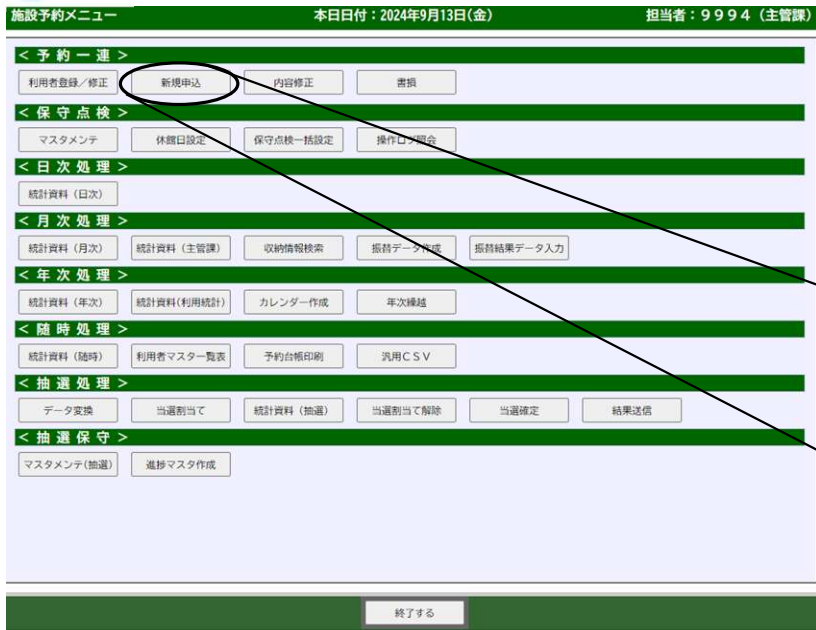 施設予約メニュー 本日日付：2024年9月13日(金) 担当者：９９９４（主管課）
＜予約一連＞
利用者登録／修正 新規申込 内容修正 書損
＜保守点検＞
マスタメンテ 休館日設定 保守点検一括設定 操作ログ照会
＜日次処理＞
統計資料（日次）
＜月次処理＞
統計資料（月次） 統計資料（主管課） 収納情報検索 振替データ作成 振替結果データ入力
＜年次処理＞
統計資料（年次） 統計資料(利用統計) カレンダー作成 年次繰越
＜随時処理＞
統計資料（随時） 利用者マスター覧表 予約台帳印刷 汎用ＣＳＶ
＜抽選処理＞
データ変換 当選割当て 統計資料（抽選） 当選割当て解除 当選確定 結果送信
＜抽選保守＞
マスタメンテ(抽選) 進捗マスタ作成
終了する